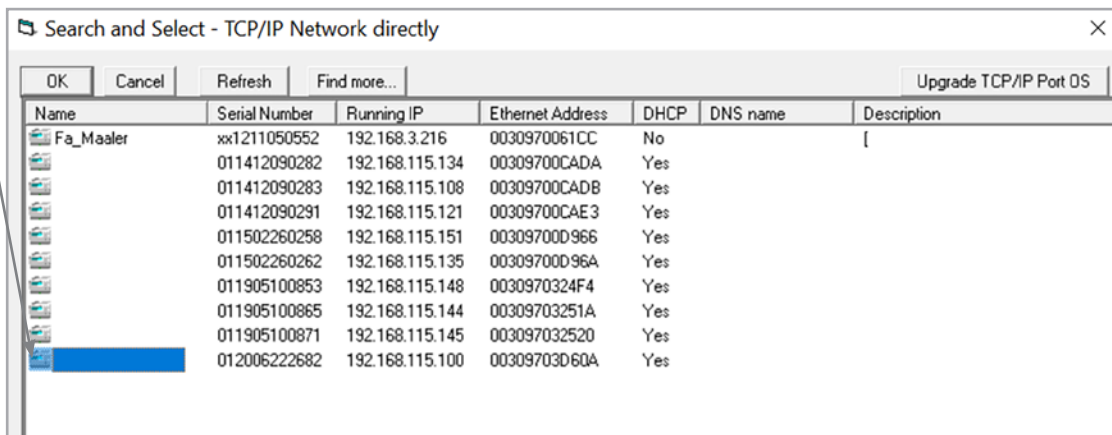 Search and Select - TCP/IP Network directly
OK Cancel Refresh Find more... Upgrade TCP/IP Port OS
Name Serial Number Running IP Ethernet Address DHCP DNS name Description
Fa_Maaler xx1211050552 192.168.3.216 0030970061CC No [
011412090282 192.168.115.134 00309700CADA Yes
011412090283 192.168.115.108 00309700CADB Yes
011412090291 192.168.115.121 00309700CAE3 Yes
011502260258 192.168.115.151 00309700D966 Yes
011502260262 192.168.115.135 00309700D96A Yes
011905100853 192.168.115.148 0030970324F4 Yes
011905100865 192.168.115.144 00309703251A Yes
011905100871 192.168.115.145 003097032520 Yes
012006222682 192.168.115.100 00309703D60A Yes